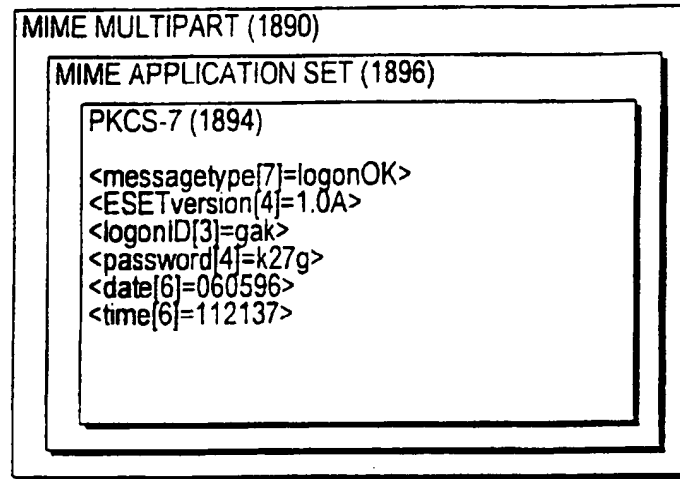 MIME MULTIPART (1890)
MIME APPLICATION SET (1896)
PKCS-7 (1894)
<messagetype[7]=logonOK>
<ESETversion[4]=1.0A>
<logonID[3]=gak>
<password[4]=k27g>
<date[6]=060596>
<time[6]=112137>